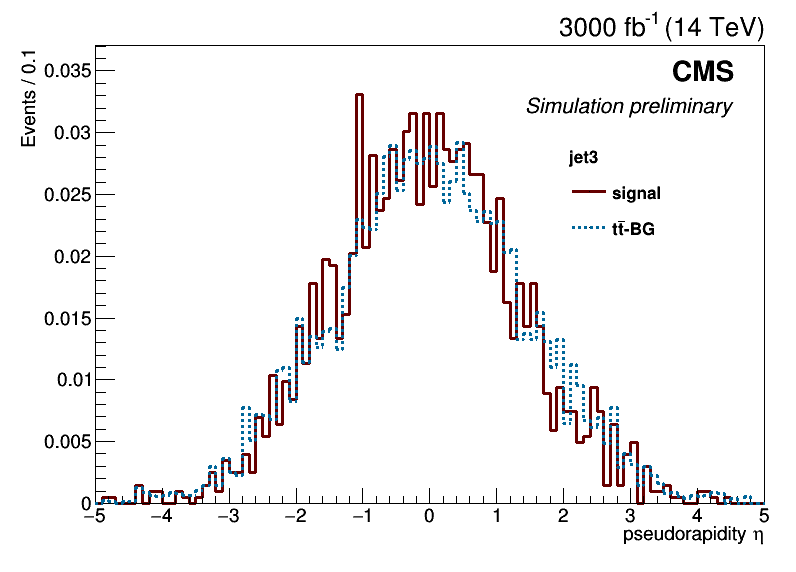 3000 fb⁻¹ (14 TeV)
Events / 0.1
CMS
Simulation preliminary
jet3
signal
tt̄-BG
0.035
0.03
0.025
0.02
0.015
0.01
0.005
0
−5 −4 −3 −2 −1 0 1 2 3 4 5
pseudorapidity η